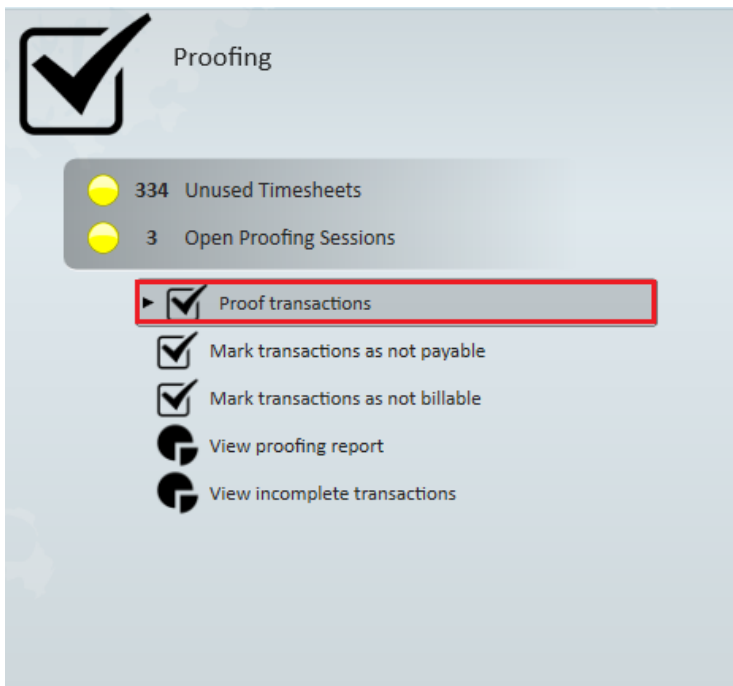 Proofing
334 Unused Timesheets
3 Open Proofing Sessions
Proof transactions
Mark transactions as not payable
Mark transactions as not billable
View proofing report
View incomplete transactions